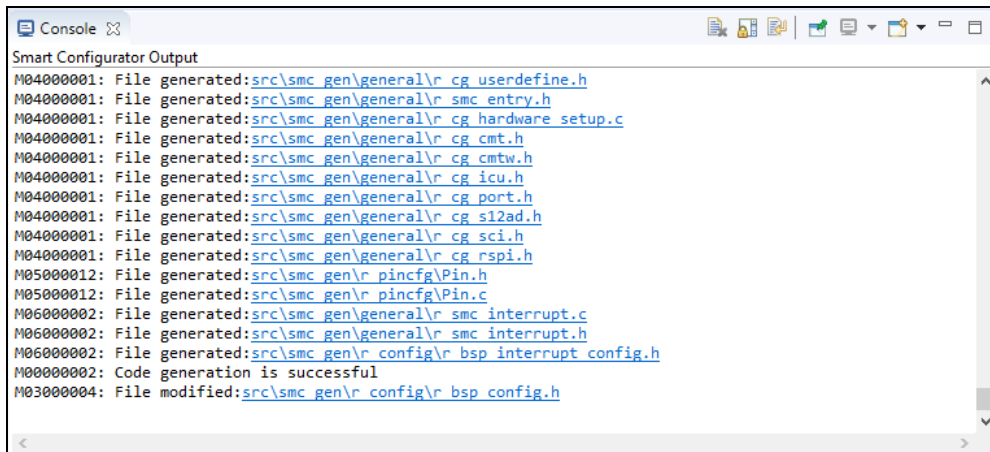 Console
Smart Configurator Output
M04000001: File generated:src\smc_gen\general\r_cg_userdefine.h
M04000001: File generated:src\smc_gen\general\r_smc_entry.h
M04000001: File generated:src\smc_gen\general\r_cg_hardware_setup.c
M04000001: File generated:src\smc_gen\general\r_cg_cmt.h
M04000001: File generated:src\smc_gen\general\r_cg_cmtw.h
M04000001: File generated:src\smc_gen\general\r_cg_icu.h
M04000001: File generated:src\smc_gen\general\r_cg_port.h
M04000001: File generated:src\smc_gen\general\r_cg_s12ad.h
M04000001: File generated:src\smc_gen\general\r_cg_sci.h
M04000001: File generated:src\smc_gen\general\r_cg_rspi.h
M05000012: File generated:src\smc_gen\r_pincfg\Pin.h
M05000012: File generated:src\smc_gen\r_pincfg\Pin.c
M06000002: File generated:src\smc_gen\general\r_smc_interrupt.c
M06000002: File generated:src\smc_gen\general\r_smc_interrupt.h
M06000002: File generated:src\smc_gen\r_config\r_bsp_interrupt_config.h
M00000002: Code generation is successful
M03000004: File modified:src\smc_gen\r_config\r_bsp_config.h